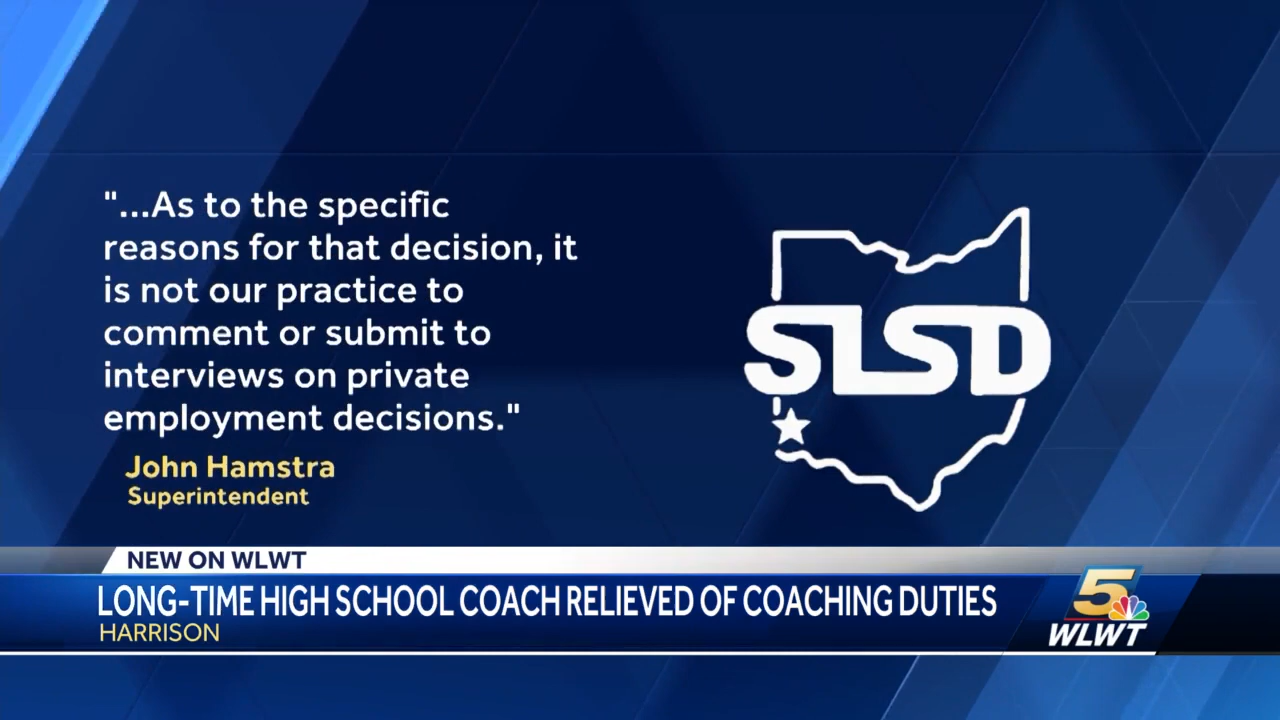 "...As to the specific
reasons for that decision, it
is not our practice to
comment or submit to
interviews on private
employment decisions."
John Hamstra
Superintendent
SLSD
NEW ON WLWT
LONG-TIME HIGH SCHOOL COACH RELIEVED OF COACHING DUTIES
HARRISON
5
WLWT